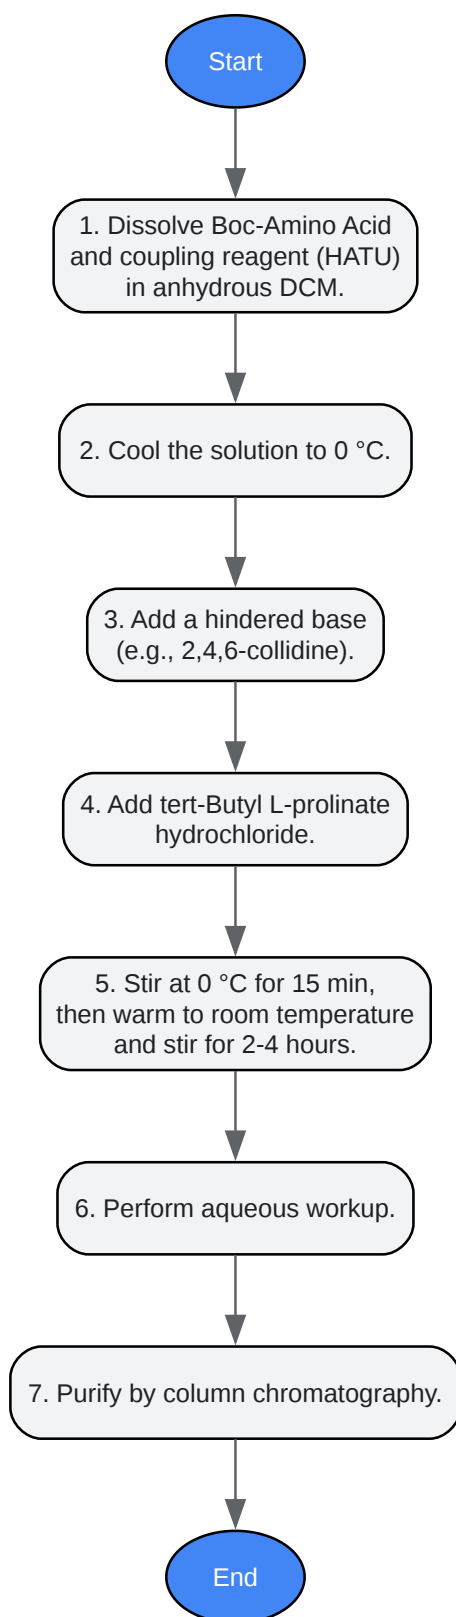 Start
1. Dissolve Boc-Amino Acid
and coupling reagent (HATU)
in anhydrous DCM.
2. Cool the solution to 0 °C.
3. Add a hindered base
(e.g., 2,4,6-collidine).
4. Add tert-Butyl L-prolinate
hydrochloride.
5. Stir at 0 °C for 15 min,
then warm to room temperature
and stir for 2-4 hours.
6. Perform aqueous workup.
7. Purify by column chromatography.
End